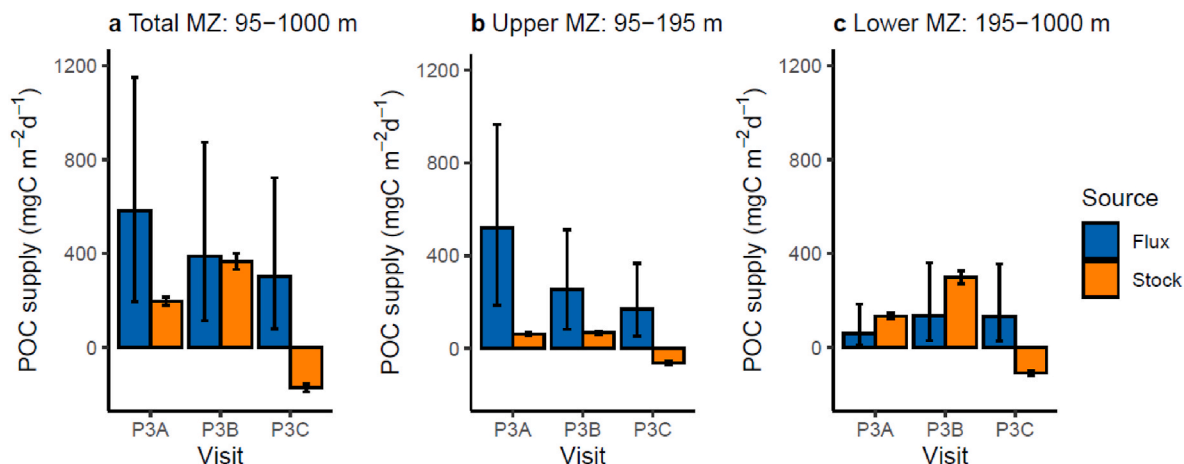 a Total MZ: 95−1000 m
POC supply (mgC m⁻²d⁻¹)
1200
800
400
0
P3A P3B P3C
Visit
b Upper MZ: 95−195 m
POC supply (mgC m⁻²d⁻¹)
1200
800
400
0
P3A P3B P3C
Visit
c Lower MZ: 195−1000 m
POC supply (mgC m⁻²d⁻¹)
1200
800
400
0
P3A P3B P3C
Visit
Source
Flux
Stock